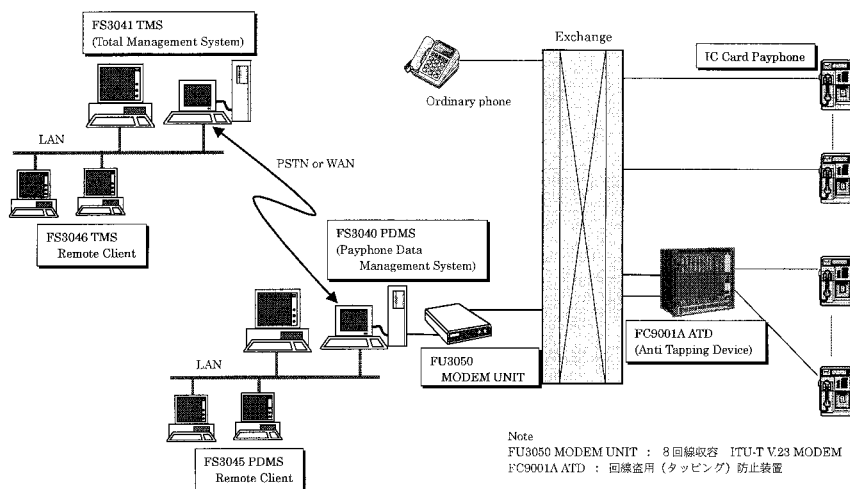 FS3041 TMS
(Total Management System)
Exchange
IC Card Payphone
Ordinary phone
LAN
PSTN or WAN
FS3046 TMS
Remote Client
FS3040 PDMS
(Payphone Data
Management System)
FC9001A ATD
(Anti Tapping Device)
LAN
FU3050
MODEM UNIT
FS3045 PDMS
Remote Client
Note
FU3050 MODEM UNIT : 8回線収容 ITU-T V.23 MODEM
FC9001A ATD : 回線盗用 (タッピング) 防止装置